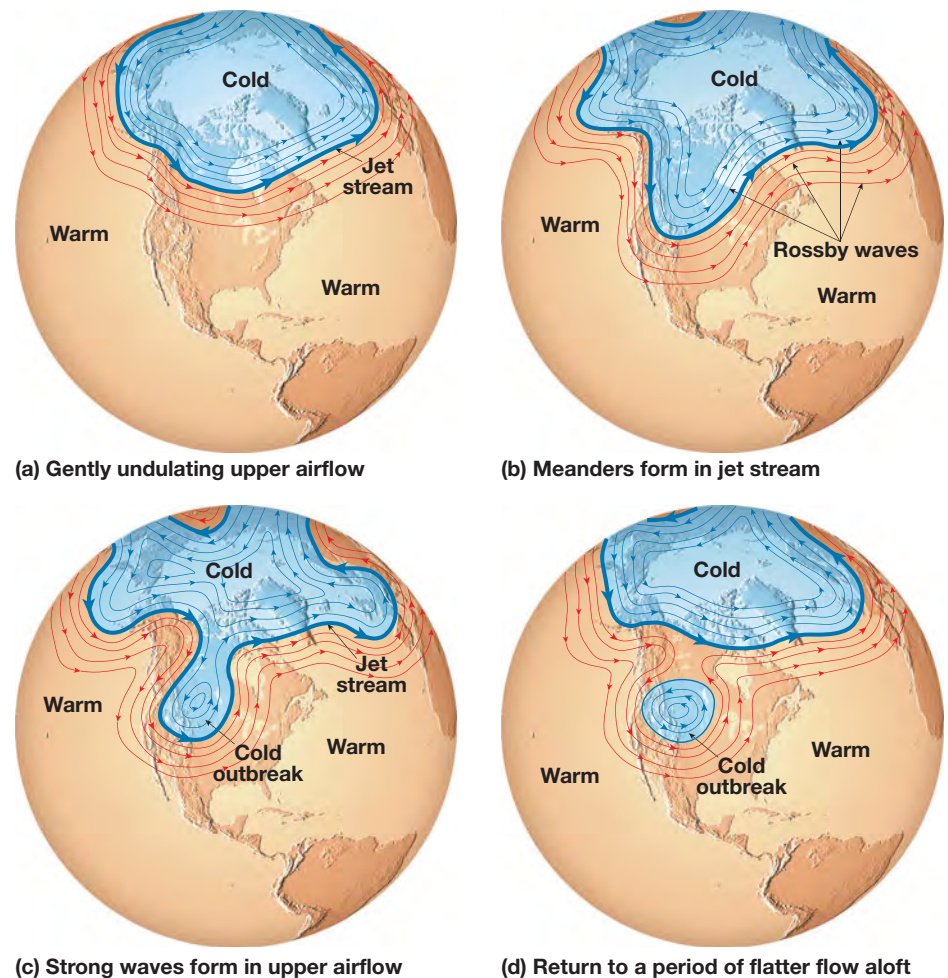 Cold
Jet
stream
Warm
Warm
(a) Gently undulating upper airflow
Cold
Warm
Rossby waves
Warm
(b) Meanders form in jet stream
Cold
Jet
stream
Warm
Warm
Cold
outbreak
(c) Strong waves form in upper airflow
Cold
Warm
Warm
Cold
outbreak
(d) Return to a period of flatter flow aloft